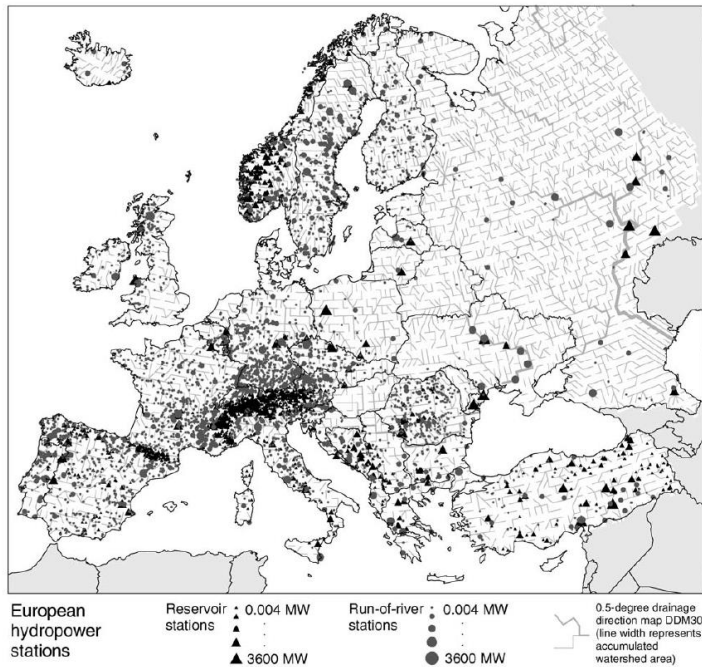 European
hydropower
stations
Reservoir
stations
0.004 MW
3600 MW
Run-of-river
stations
0.004 MW
3600 MW
0.5-degree drainage
direction map DDM30
(line width represents
accumulated
watershed area)